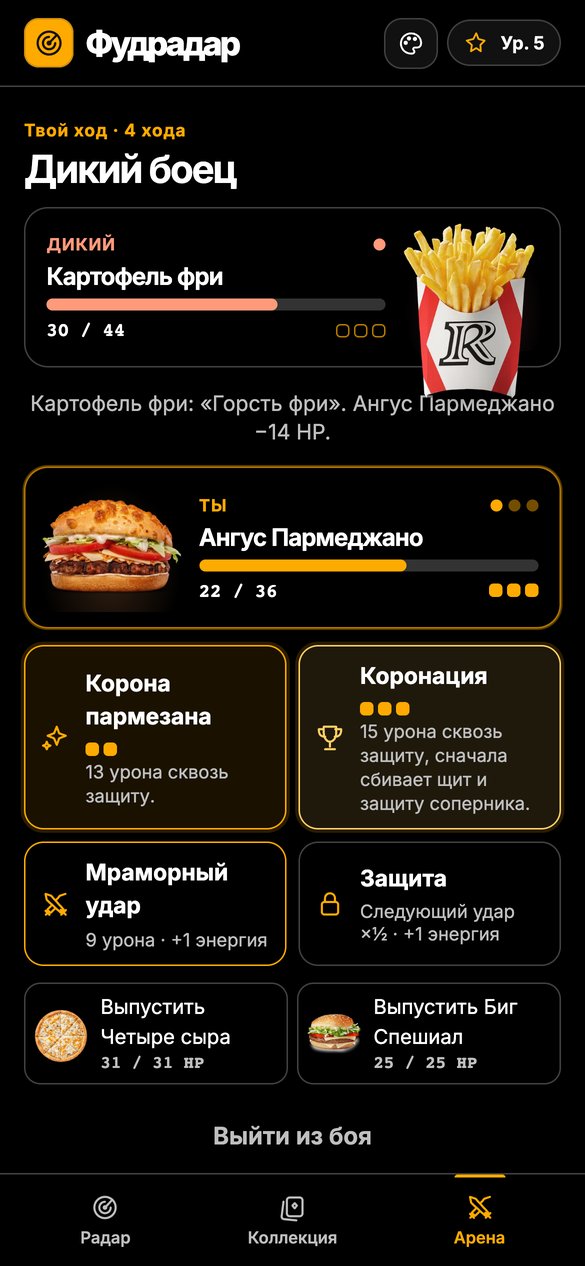 Фудрадар
Ур. 5
Твой ход · 4 хода
Дикий боец
ДИКИЙ
Картофель фри
30 / 44
R
Картофель фри: «Горсть фри». Ангус Пармеджано
−14 HP.
ТЫ
Ангус Пармеджано
22 / 36
Корона
пармезана
13 урона сквозь
защиту.
Коронация
15 урона сквозь
защиту, сначала
сбивает щит и
защиту соперника.
Мраморный
удар
9 урона · +1 энергия
Защита
Следующий удар
×½ · +1 энергия
Выпустить
Четыре сыра
31 / 31 HP
Выпустить Биг
Спешиал
25 / 25 HP
Выйти из боя
Радар
Коллекция
Арена